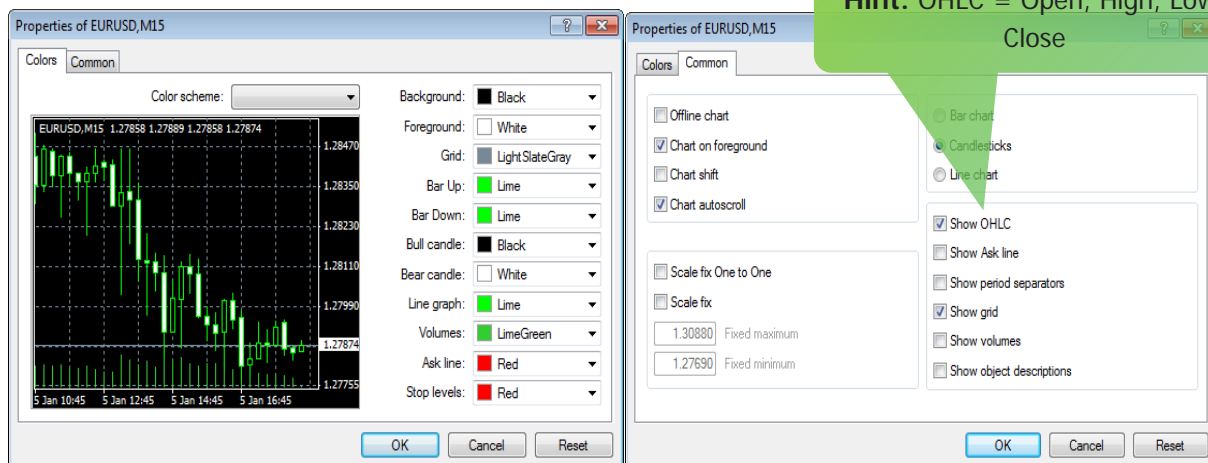 Properties of EURUSD,M15
Colors Common
Color scheme:
EURUSD,M15 1.27858 1.27889 1.27858 1.27874
1.28470
1.28350
1.28230
1.28110
1.27990
1.27874
1.27755
5 Jan 10:45 5 Jan 12:45 5 Jan 14:45 5 Jan 16:45
Background: Black
Foreground: White
Grid: LightSlateGray
Bar Up: Lime
Bar Down: Lime
Bull candle: Black
Bear candle: White
Line graph: Lime
Volumes: LimeGreen
Ask line: Red
Stop levels: Red
OK Cancel Reset
Hint: OHLC = Open, High, Low
Close
Properties of EURUSD,M15
Colors Common
Offline chart
Chart on foreground
Chart shift
Chart autoscroll
Scale fix One to One
Scale fix
1.30880 Fixed maximum
1.27690 Fixed minimum
Bar chart
Candlesticks
Line chart
Show OHLC
Show Ask line
Show period separators
Show grid
Show volumes
Show object descriptions
OK Cancel Reset